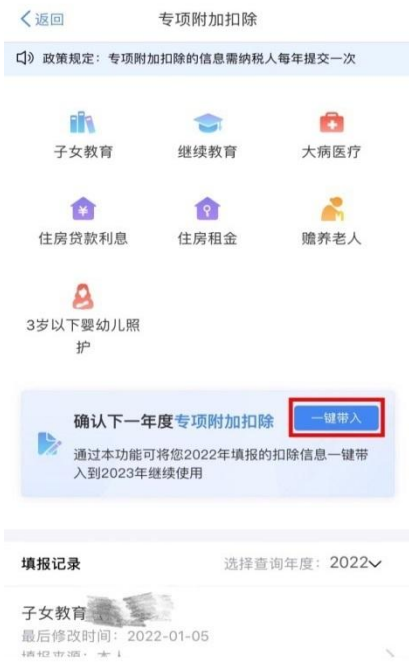 返回 专项附加扣除
政策规定：专项附加扣除的信息需纳税人每年提交一次
子女教育 继续教育 大病医疗
住房贷款利息 住房租金 赡养老人
3岁以下婴幼儿照
护
确认下一年度专项附加扣除 一键带入
通过本功能可将您2022年填报的扣除信息一键带
入到2023年继续使用
填报记录 选择查询年度：2022
子女教育
最后修改时间：2022-01-05
填报来源：本人